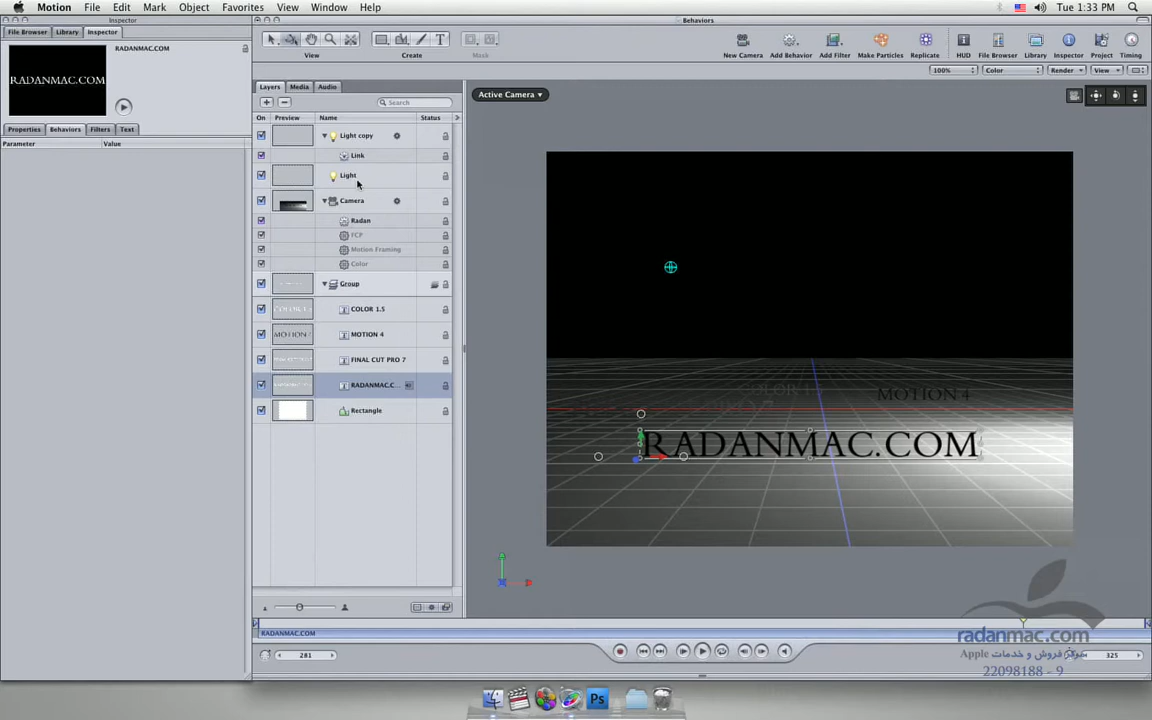 Motion File Edit Mark Object Favorites View Window Help
Tue 1:33 PM
Inspector
Behaviors
File Browser Library Inspector
RADANMAC.COM
RADANMAC.COM
Properties Behaviors Filters Text
Parameter Value
View Create Mask
New Camera Add Behavior Add Filter Make Particles Replicate HUD File Browser Library Inspector Project Timing
100% Color Render View
Layers Media Audio
Search
On Preview Name Status
Light copy
Link
Light
Camera
Radan
FCP
Motion Framing
Color
Group
COLOR 1.5
MOTION 4
FINAL CUT PRO 7
RADANMAC.C...
Rectangle
Active Camera
MOTION 4
RADANMAC.COM
RADANMAC.COM
281
325
radanmac.com
مرکز فروش و خدمات Apple
22098188 - 9
Ps